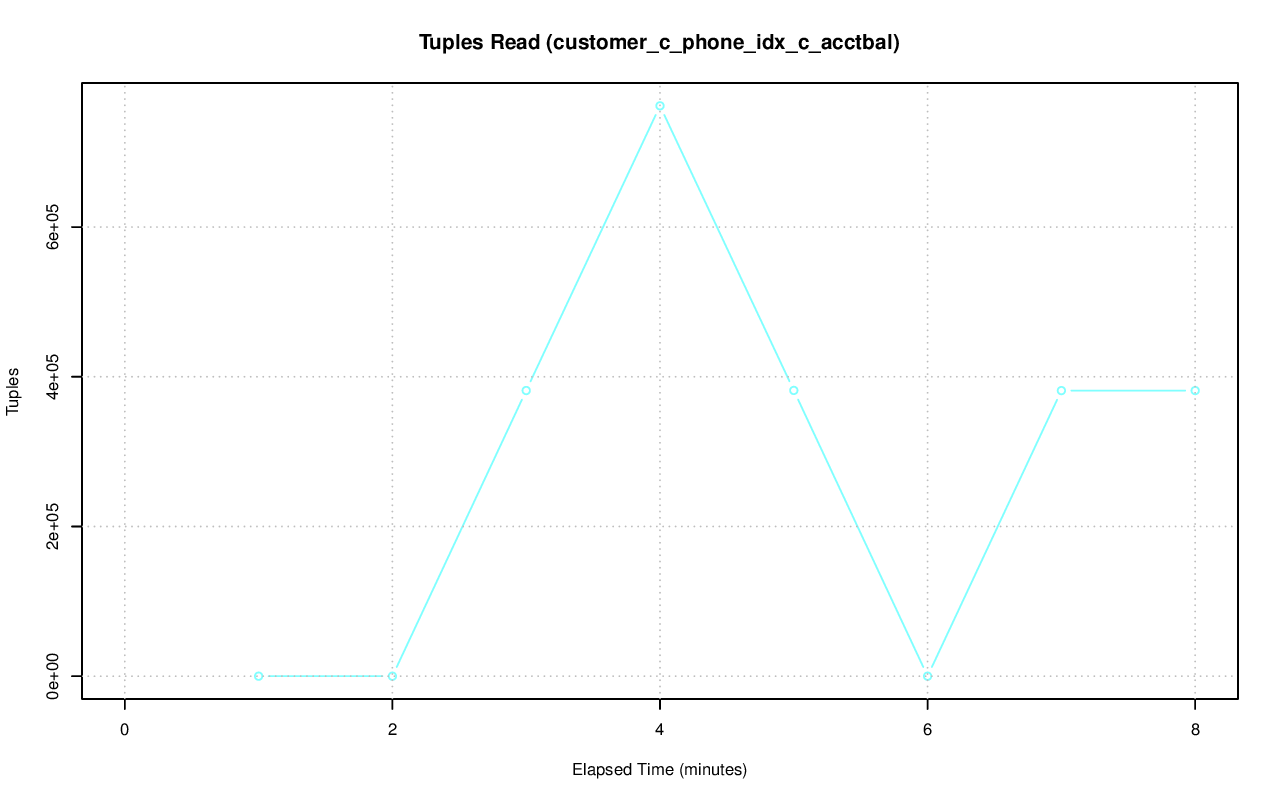 Tuples Read (customer_c_phone_idx_c_acctbal)
Tuples
6e+05
4e+05
2e+05
0e+00
0 2 4 6 8
Elapsed Time (minutes)